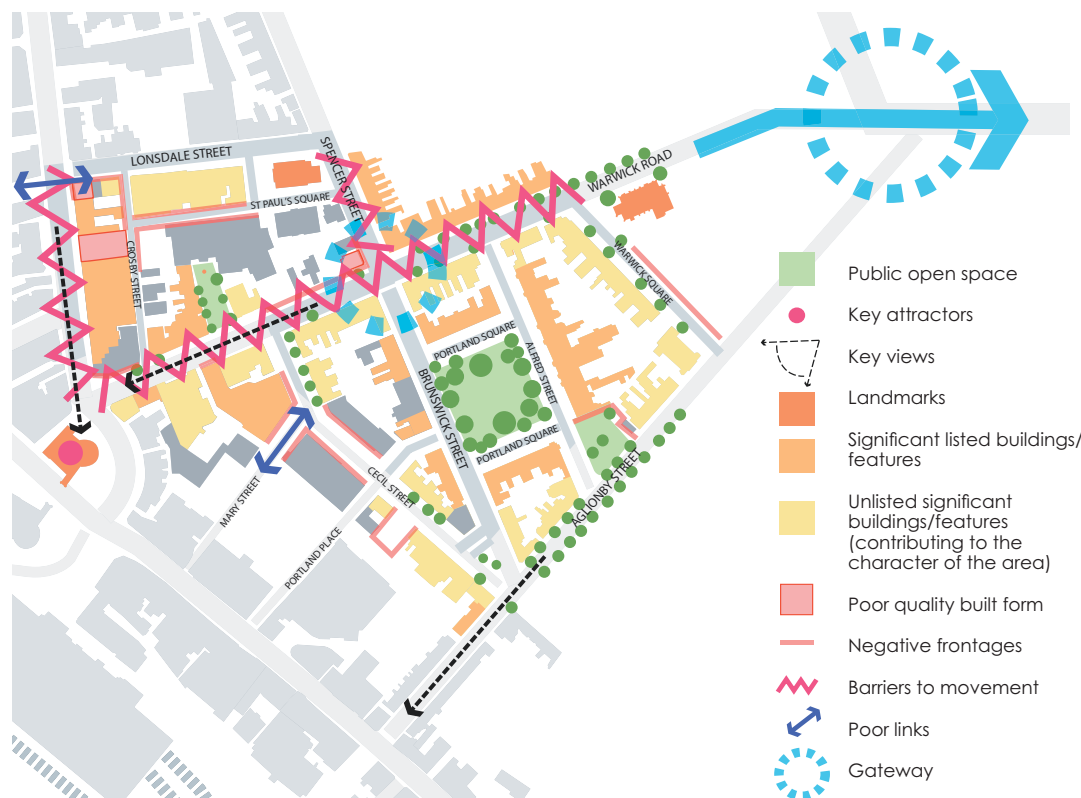 LONSDALE STREET
SPENCER STREET
WARWICK ROAD
ST PAUL'S SQUARE
CROSBY STREET
WARWICK SQUARE
PORTLAND SQUARE
ALFRED STREET
BRUNSWICK STREET
PORTLAND SQUARE
CECIL STREET
MARY STREET
AGLIONBY STREET
PORTLAND PLACE
Public open space
Key attractors
Key views
Landmarks
Significant listed buildings/
features
Unlisted significant
buildings/features
(contributing to the
character of the area)
Poor quality built form
Negative frontages
Barriers to movement
Poor links
Gateway